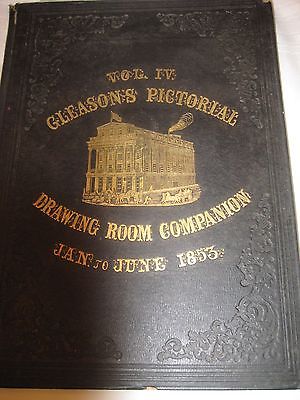 VOL. IV.
GLEASON'S PICTORIAL
DRAWING ROOM COMPANION
JAN. TO JUNE 1853.